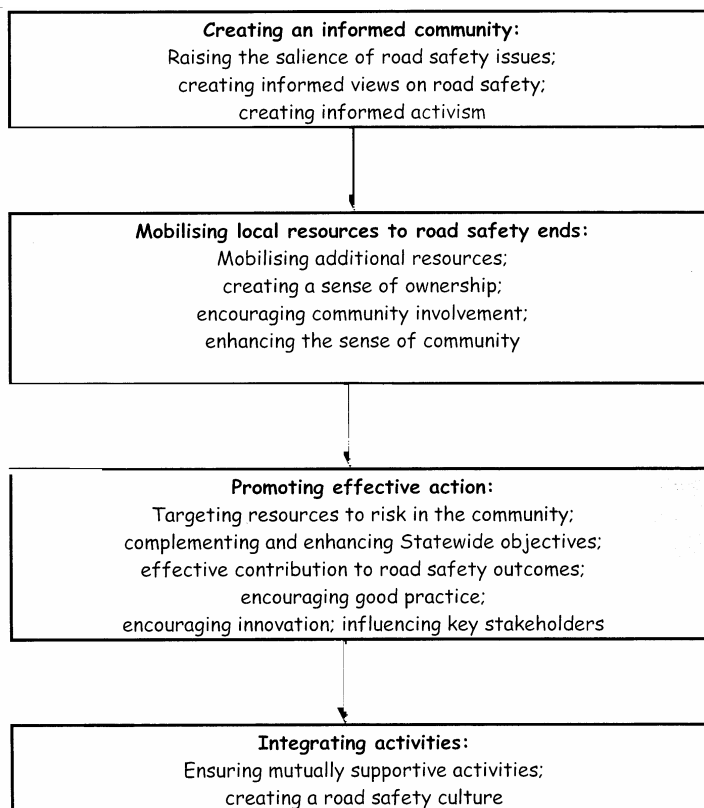 Creating an informed community:
Raising the salience of road safety issues;
creating informed views on road safety;
creating informed activism
Mobilising local resources to road safety ends:
Mobilising additional resources;
creating a sense of ownership;
encouraging community involvement;
enhancing the sense of community
Promoting effective action:
Targeting resources to risk in the community;
complementing and enhancing Statewide objectives;
effective contribution to road safety outcomes;
encouraging good practice;
encouraging innovation; influencing key stakeholders
Integrating activities:
Ensuring mutually supportive activities;
creating a road safety culture